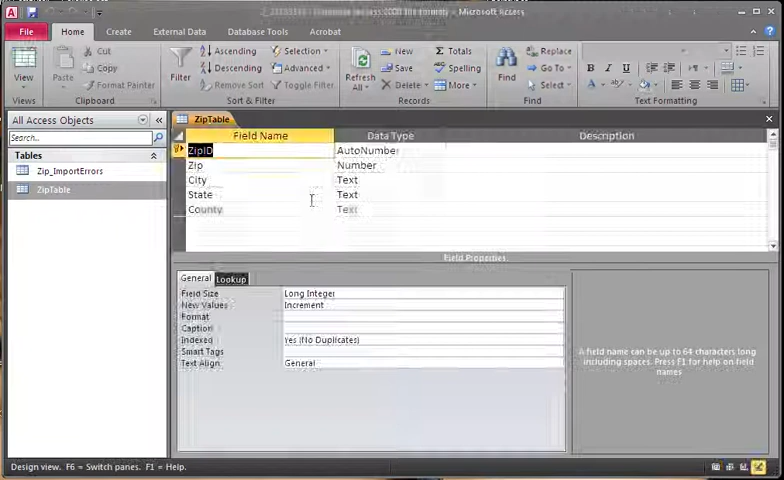 Microsoft Access
File Home Create External Data Database Tools Acrobat
View
Views
Paste
Cut
Copy
Format Painter
Clipboard
Filter
Ascending
Descending
Remove Sort
Selection
Advanced
Toggle Filter
Sort & Filter
Refresh All
New
Save
Delete
Totals
Spelling
More
Records
Find
Replace
Go To
Select
Find
B I U
A
Text Formatting
All Access Objects
Search...
Tables
Zip_ImportErrors
ZipTable
ZipTable
Field Name Data Type Description
ZipID AutoNumber
Zip Number
City Text
State Text
County Text
Field Properties
General Lookup
Field Size Long Integer
New Values Increment
Format
Caption
Indexed Yes (No Duplicates)
Smart Tags
Text Align General
A field name can be up to 64 characters long
including spaces. Press F1 for help on field
names
Design view. F6 = Switch panes. F1 = Help.